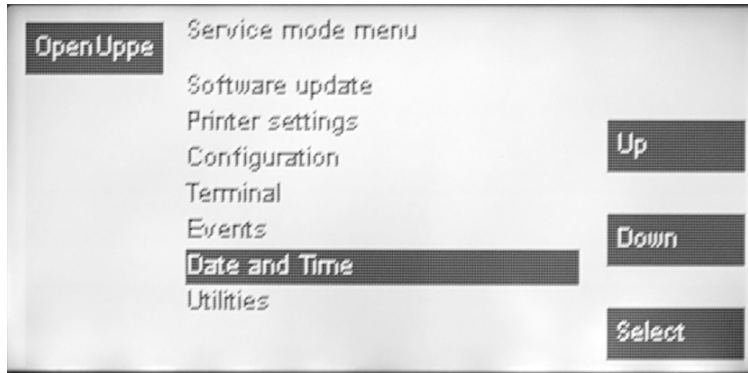 OpenUppe
Service mode menu
Software update
Printer settings
Configuration
Terminal
Events
Date and Time
Utilities
Up
Down
Select